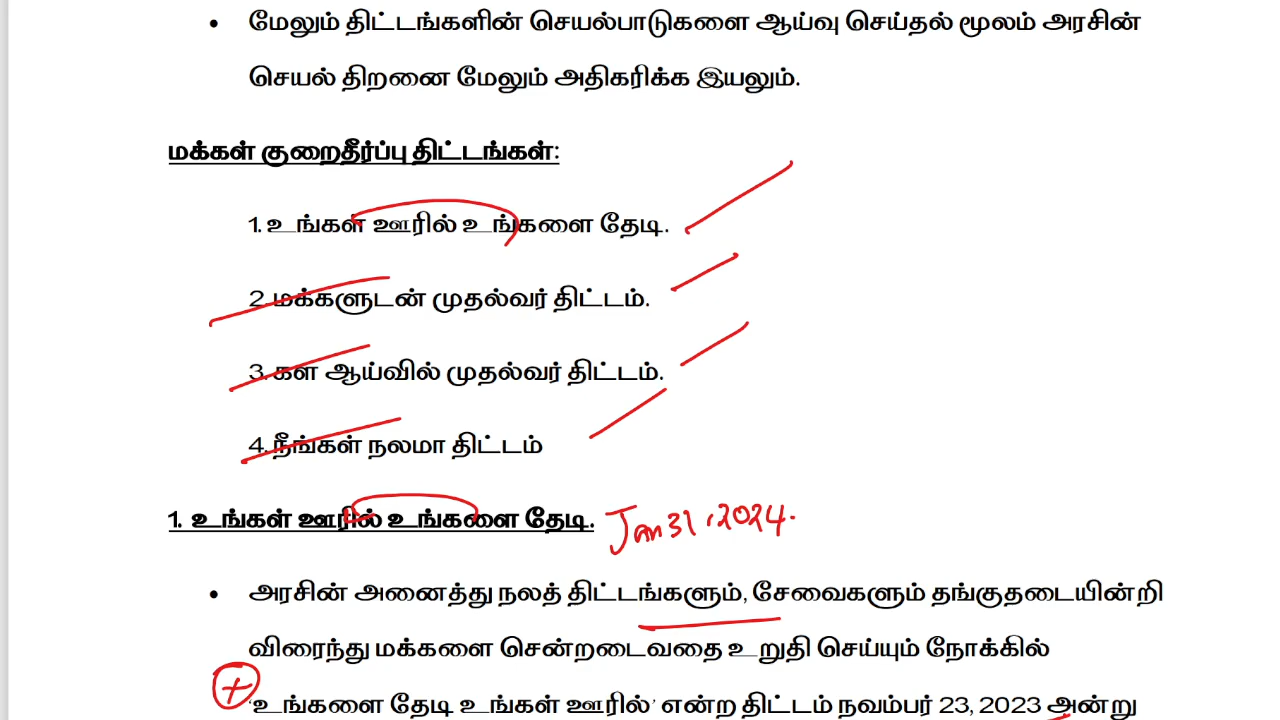 • மேலும் திட்டங்களின் செயல்பாடுகளை ஆய்வு செய்தல் மூலம் அரசின்
செயல் திறனை மேலும் அதிகரிக்க இயலும்.
மக்கள் குறைதீர்ப்பு திட்டங்கள்:
1. உங்கள் ஊரில் உங்களை தேடி.
2. மக்களுடன் முதல்வர் திட்டம்.
3. கள ஆய்வில் முதல்வர் திட்டம்.
4. நீங்கள் நலமா திட்டம்
1. உங்கள் ஊரில் உங்களை தேடி. Jan 31, 2024.
• அரசின் அனைத்து நலத் திட்டங்களும், சேவைகளும் தங்குதடையின்றி
விரைந்து மக்களை சென்றடைவதை உறுதி செய்யும் நோக்கில்
+ 'உங்களை தேடி உங்கள் ஊரில்' என்ற திட்டம் நவம்பர் 23, 2023 அன்று